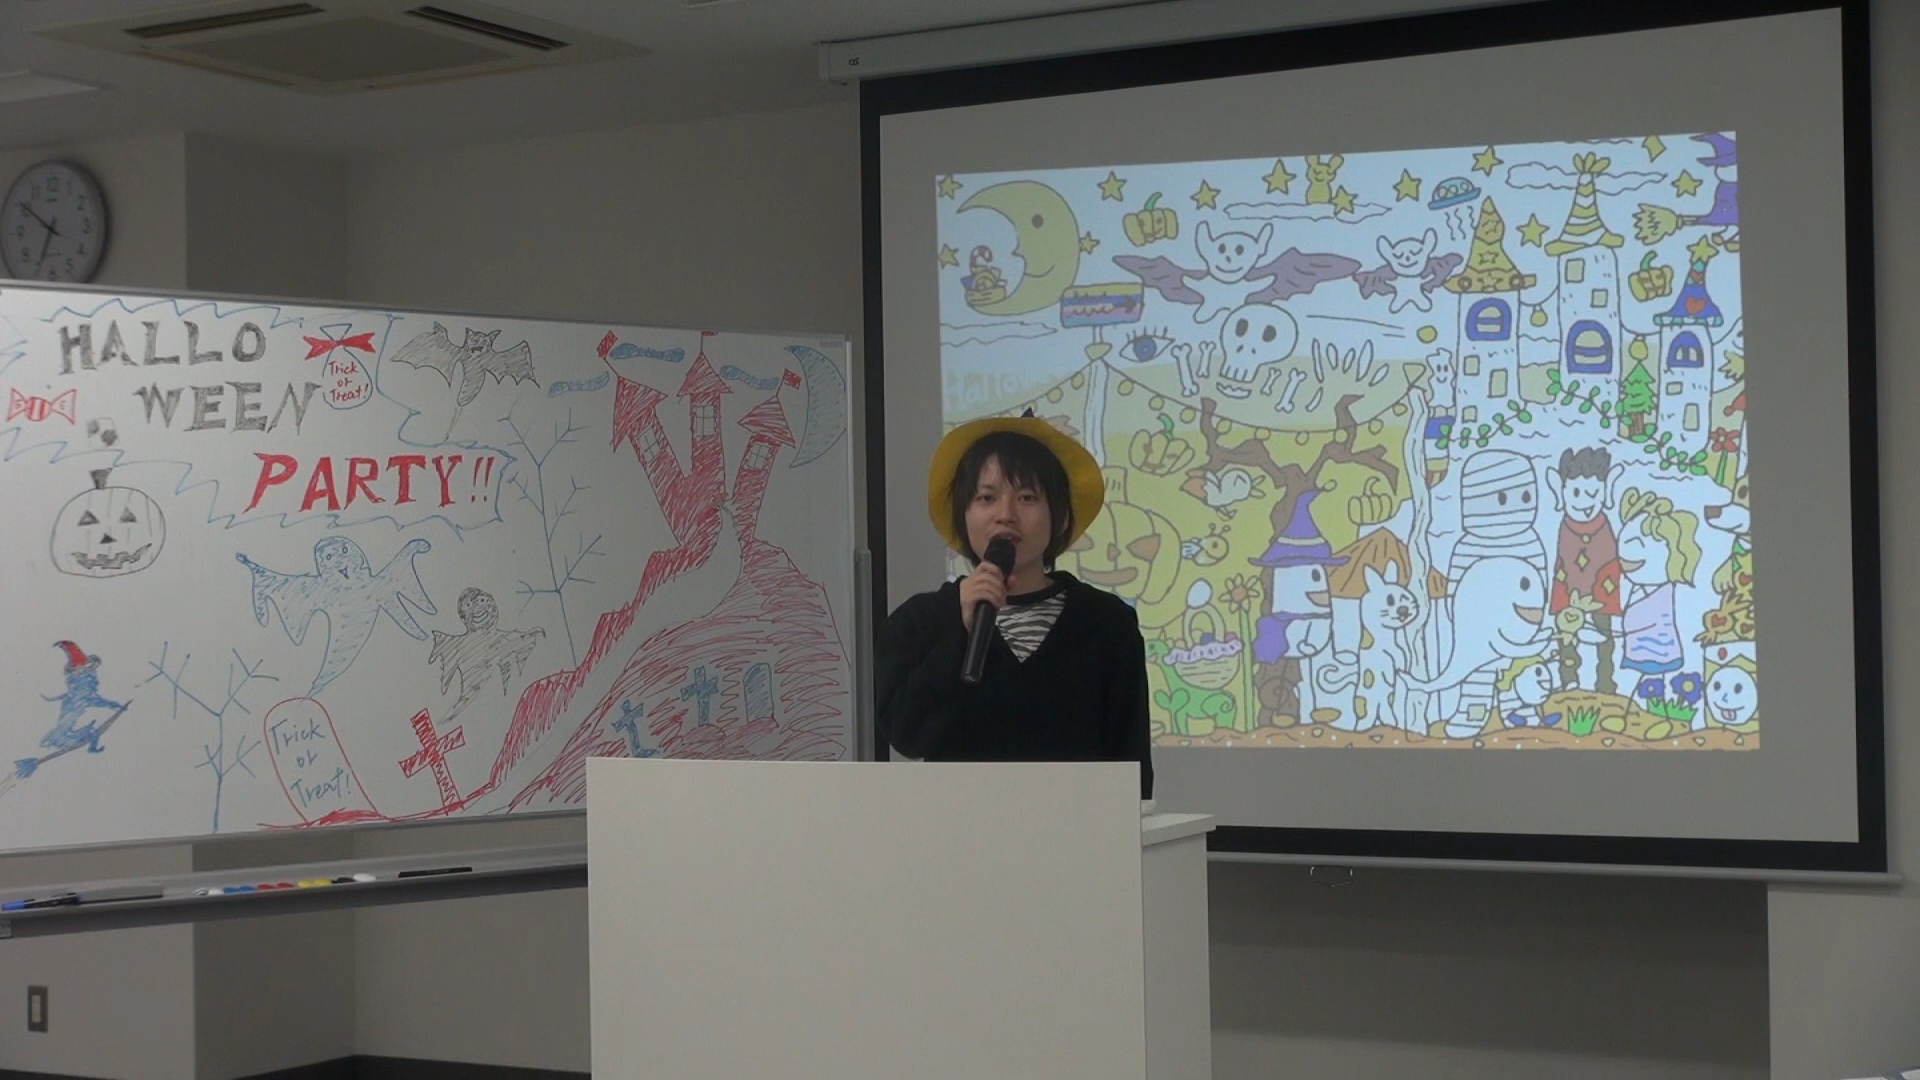 HALLO
WEEN
PARTY!!
Trick
or
Treat!
Trick
or
Treat!